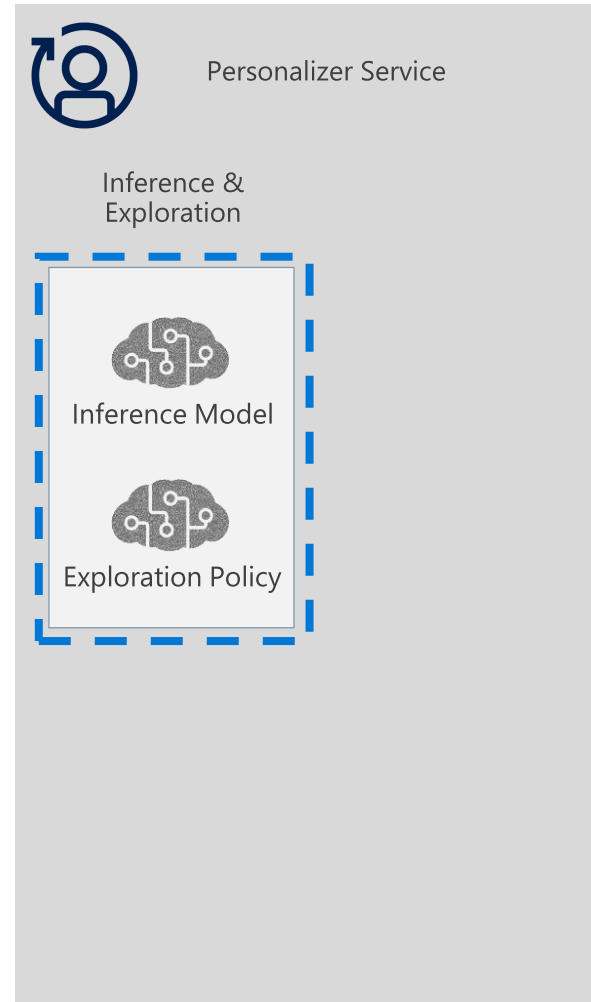 Personalizer Service
Inference &
Exploration
Inference Model
Exploration Policy